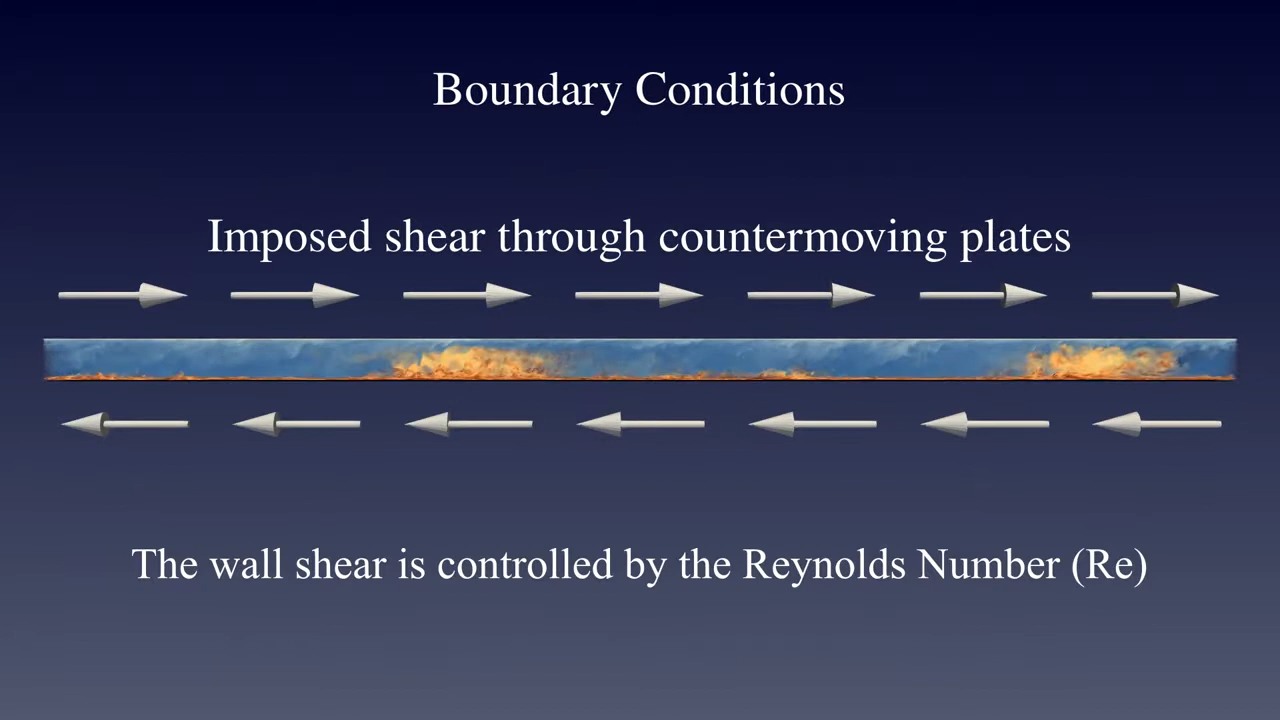 Boundary Conditions
Imposed shear through countermoving plates
The wall shear is controlled by the Reynolds Number (Re)